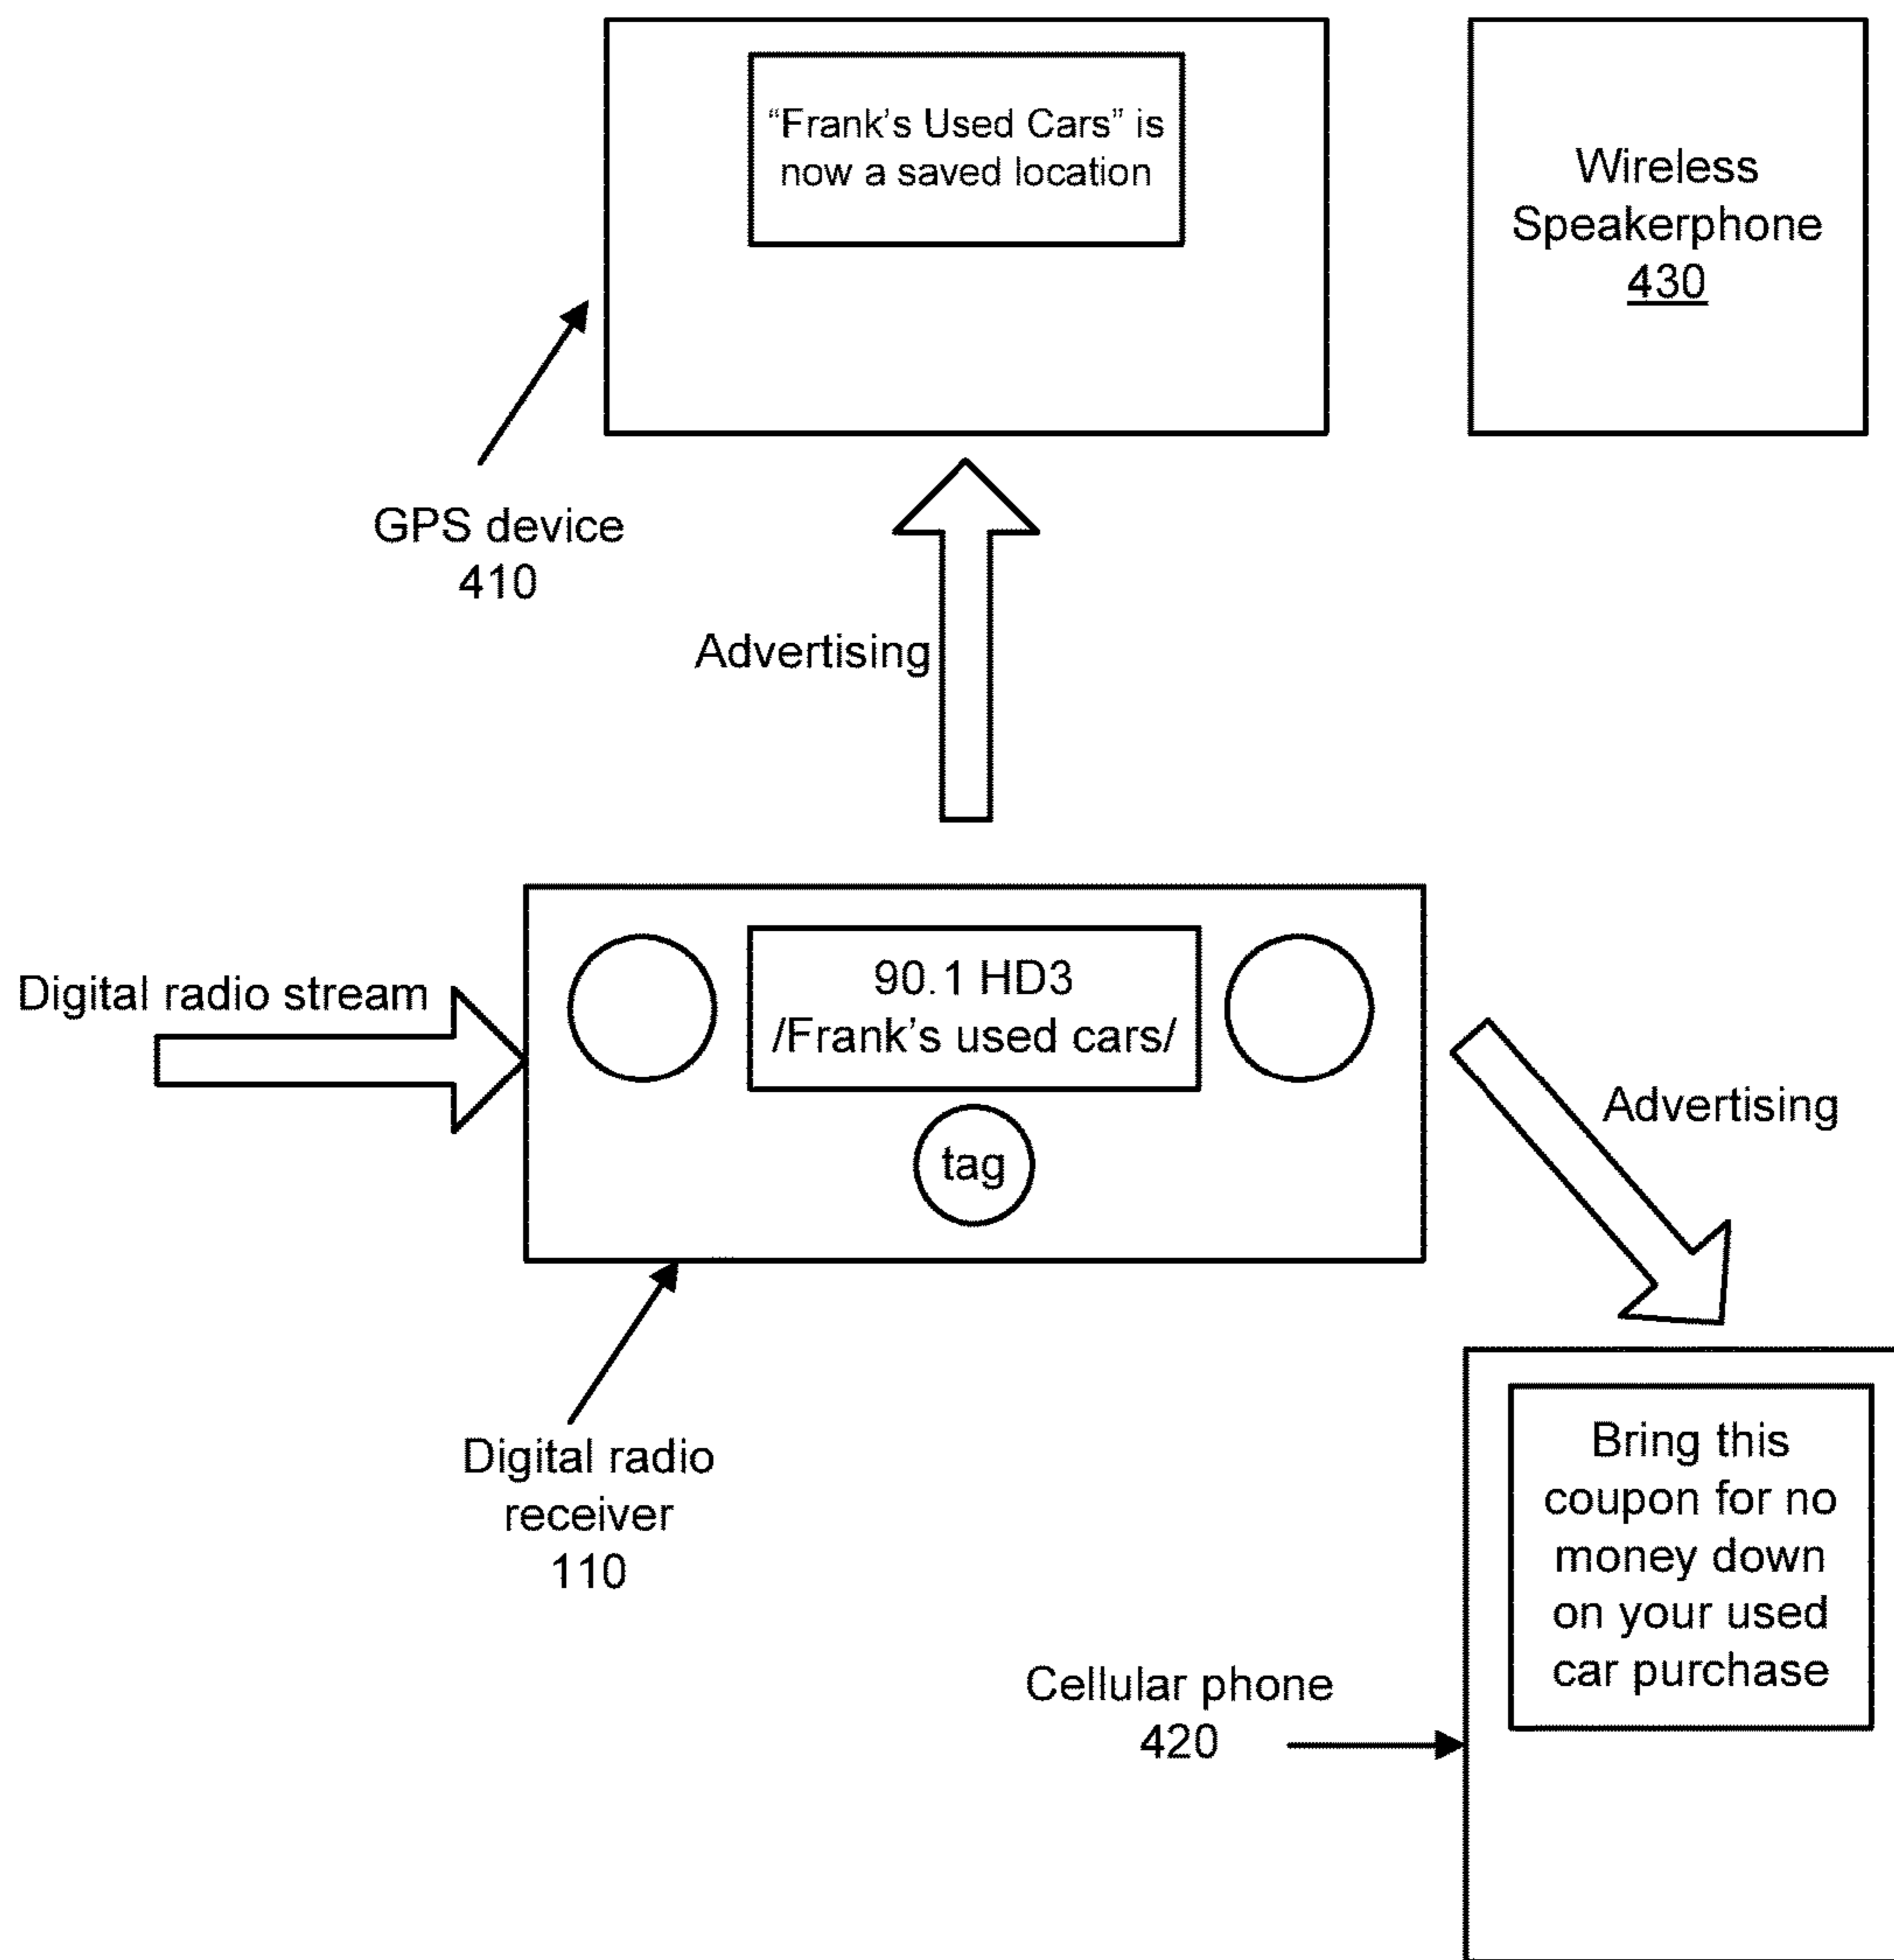 “Frank’s Used Cars” is
now a saved location
Wireless
Speakerphone
430
GPS device
410
Advertising
Digital radio stream
90.1 HD3
/Frank’s used cars/
tag
Advertising
Digital radio
receiver
110
Bring this
coupon for no
money down
on your used
car purchase
Cellular phone
420